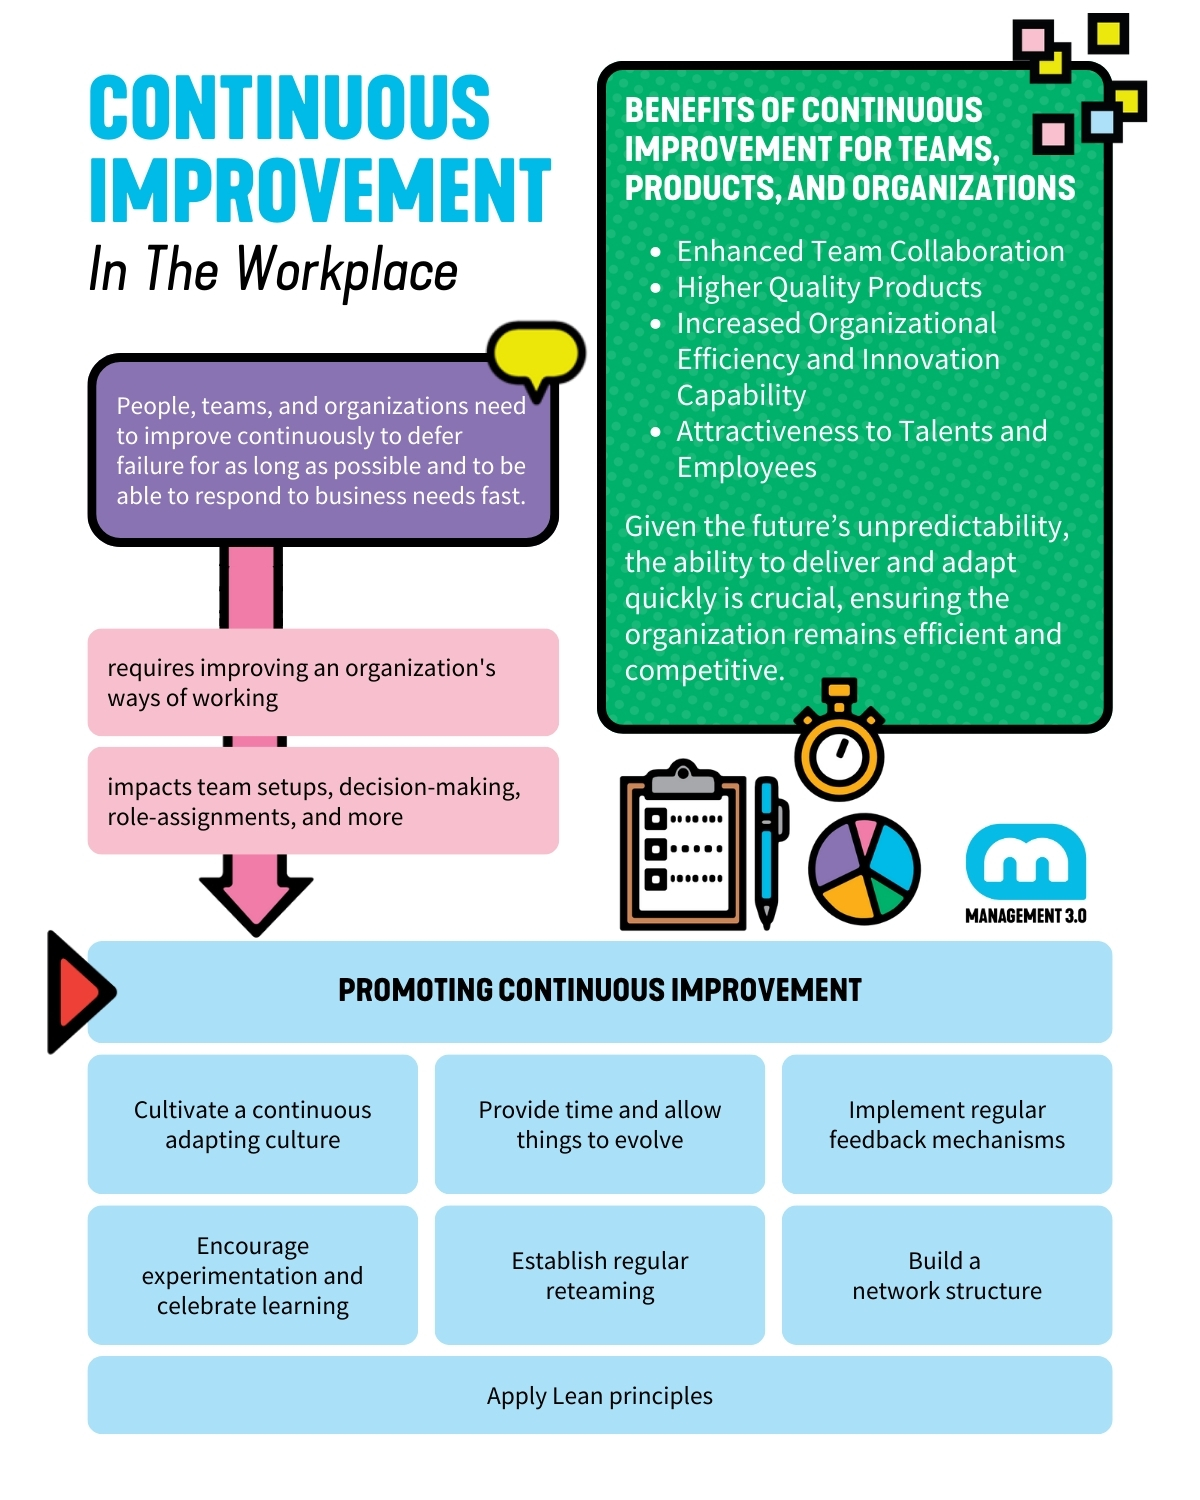 CONTINUOUS
IMPROVEMENT
In The Workplace
People, teams, and organizations need
to improve continuously to defer
failure for as long as possible and to be
able to respond to business needs fast.
requires improving an organization's
ways of working
impacts team setups, decision-making,
role-assignments, and more
BENEFITS OF CONTINUOUS
IMPROVEMENT FOR TEAMS,
PRODUCTS, AND ORGANIZATIONS
• Enhanced Team Collaboration
• Higher Quality Products
• Increased Organizational
Efficiency and Innovation
Capability
• Attractiveness to Talents and
Employees
Given the future’s unpredictability,
the ability to deliver and adapt
quickly is crucial, ensuring the
organization remains efficient and
competitive.
m
MANAGEMENT 3.0
PROMOTING CONTINUOUS IMPROVEMENT
Cultivate a continuous
adapting culture
Provide time and allow
things to evolve
Implement regular
feedback mechanisms
Encourage
experimentation and
celebrate learning
Establish regular
reteaming
Build a
network structure
Apply Lean principles